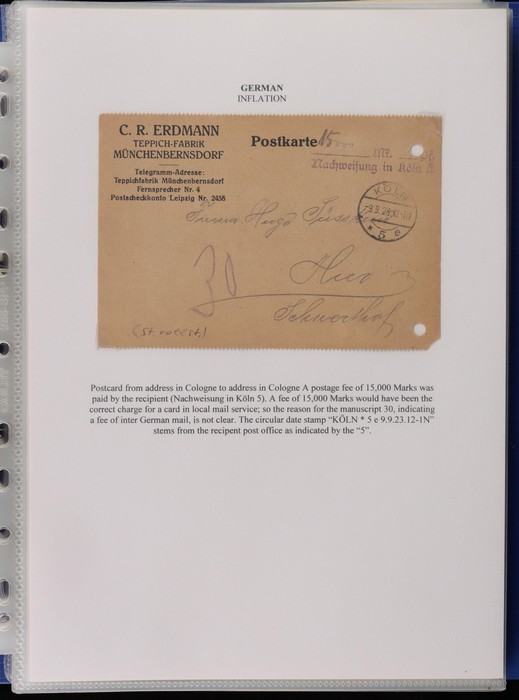 GERMAN
INFLATION
C. R. ERDMANN
TEPPICH-FABRIK
MÜNCHENBERNSDORF
Telegramm-Adresse:
Teppichfabrik Münchenbernsdorf
Fernsprecher Nr. 4
Postscheckkonto Leipzig Nr. 2458
Postkarte
15000
Mk.
Nachweisung in Köln 5
KÖLN
* 5 e
Hugo
Hier
30
Postcard from address in Cologne to address in Cologne A postage fee of 15,000 Marks was
paid by the recipient (Nachweisung in Köln 5). A fee of 15,000 Marks would have been the
correct charge for a card in local mail service; so the reason for the manuscript 30, indicating
a fee of inter German mail, is not clear. The circular date stamp “KÖLN * 5 e 9.9.23.12-1N”
stems from the recipent post office as indicated by the “5”.